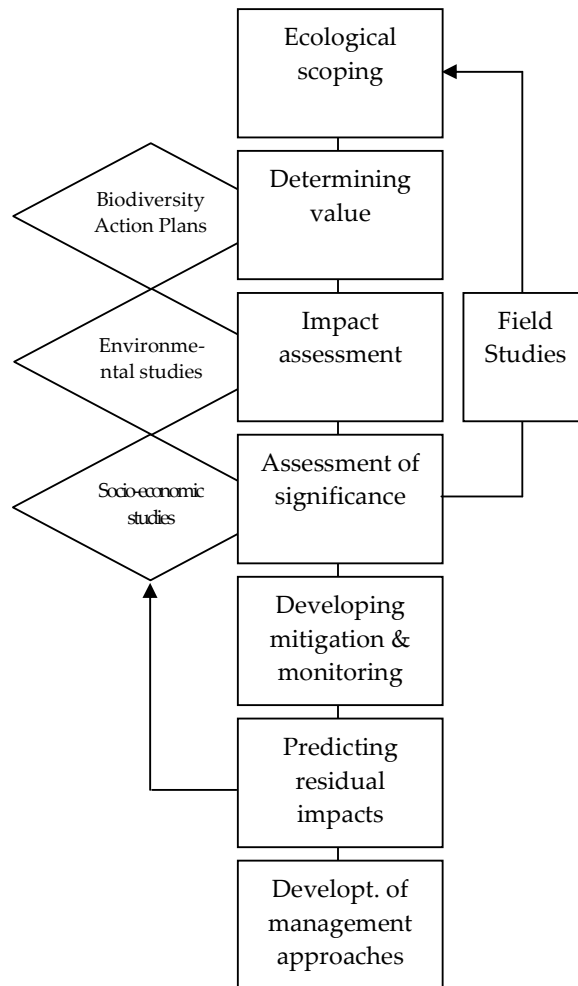 Ecological
scoping
Biodiversity
Action Plans
Determining
value
Environme-
ntal studies
Impact
assessment
Field
Studies
Socio-economic
studies
Assessment of
significance
Developing
mitigation &
monitoring
Predicting
residual
impacts
Developt. of
management
approaches